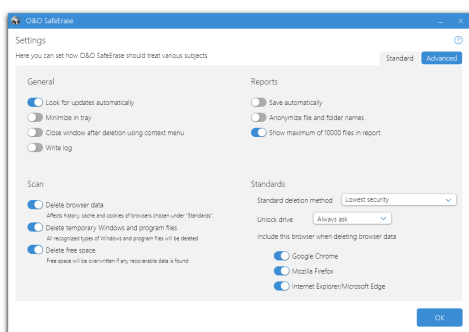 O&O SafeErase
Settings
Here you can set how O&O SafeErase should treat various subjects.
Standard Advanced
General
Look for updates automatically
Minimize in tray
Close window after deletion using context menu
Write log
Reports
Save automatically
Anonymize file and folder names
Show maximum of 10000 files in report
Scan
Delete browser data
Affects history, cache and cookies of browsers chosen under "Standards".
Delete temporary Windows and program files
All recognized types of Windows and program files will be deleted
Delete free space
Free space will be overwritten if any recoverable data is found
Standards
Standard deletion method Lowest security
Unlock drive Always ask
Include this browser when deleting browser data
Google Chrome
Mozilla Firefox
Internet Explorer/Microsoft Edge
OK